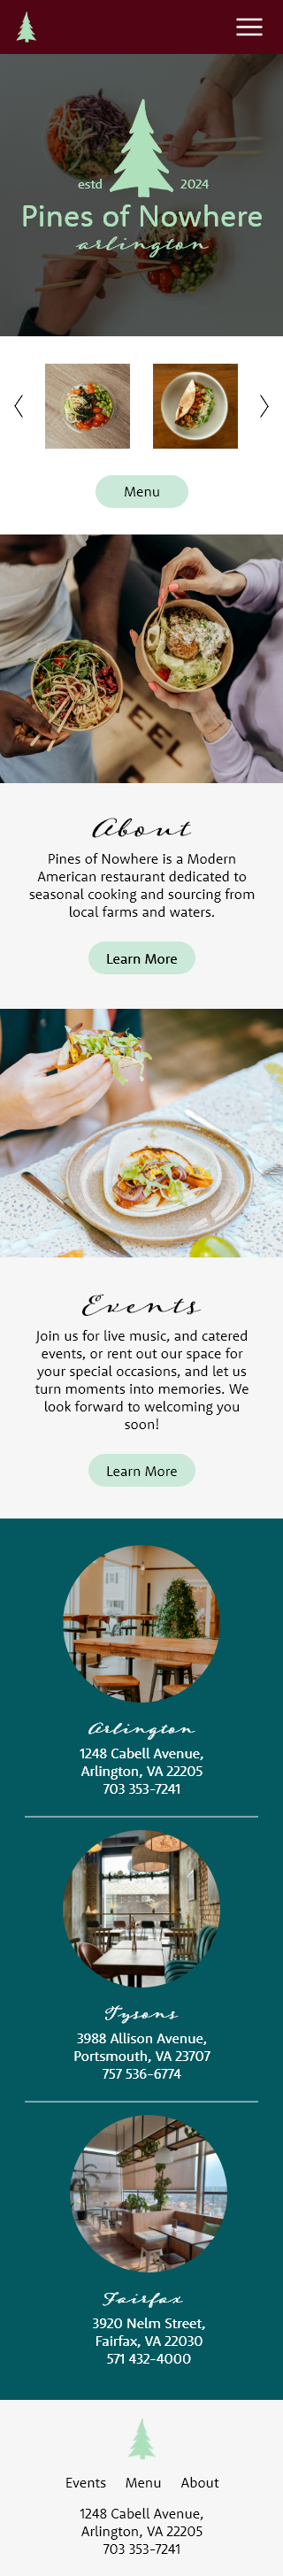 estd 2024
Pines of Nowhere
arlington
Menu
About
Pines of Nowhere is a Modern
American restaurant dedicated to
seasonal cooking and sourcing from
local farms and waters.
Learn More
Events
Join us for live music, and catered
events, or rent out our space for
your special occasions, and let us
turn moments into memories. We
look forward to welcoming you
soon!
Learn More
Arlington
1248 Cabell Avenue,
Arlington, VA 22205
703 353-7241
Tysons
3988 Allison Avenue,
Portsmouth, VA 23707
757 536-6774
Fairfax
3920 Nelm Street,
Fairfax, VA 22030
571 432-4000
Events Menu About
1248 Cabell Avenue,
Arlington, VA 22205
703 353-7241